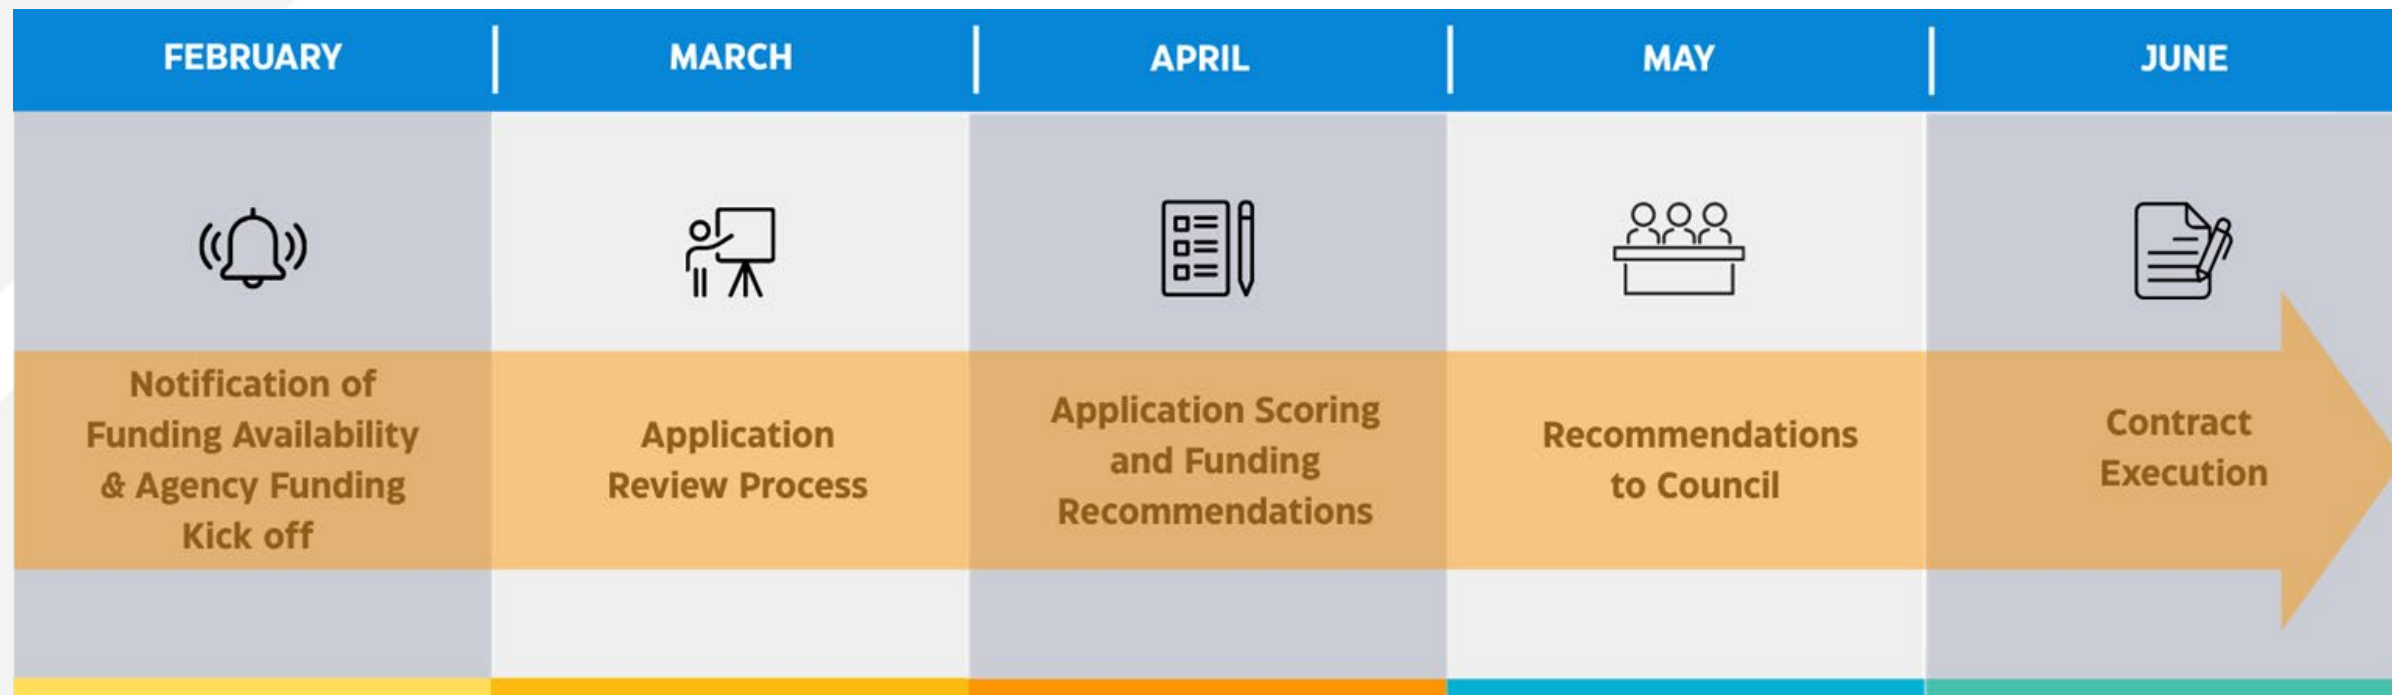 FEBRUARY
MARCH
APRIL
MAY
JUNE
Notification of
Funding Availability
& Agency Funding
Kick off
Application
Review Process
Application Scoring
and Funding
Recommendations
Recommendations
to Council
Contract
Execution